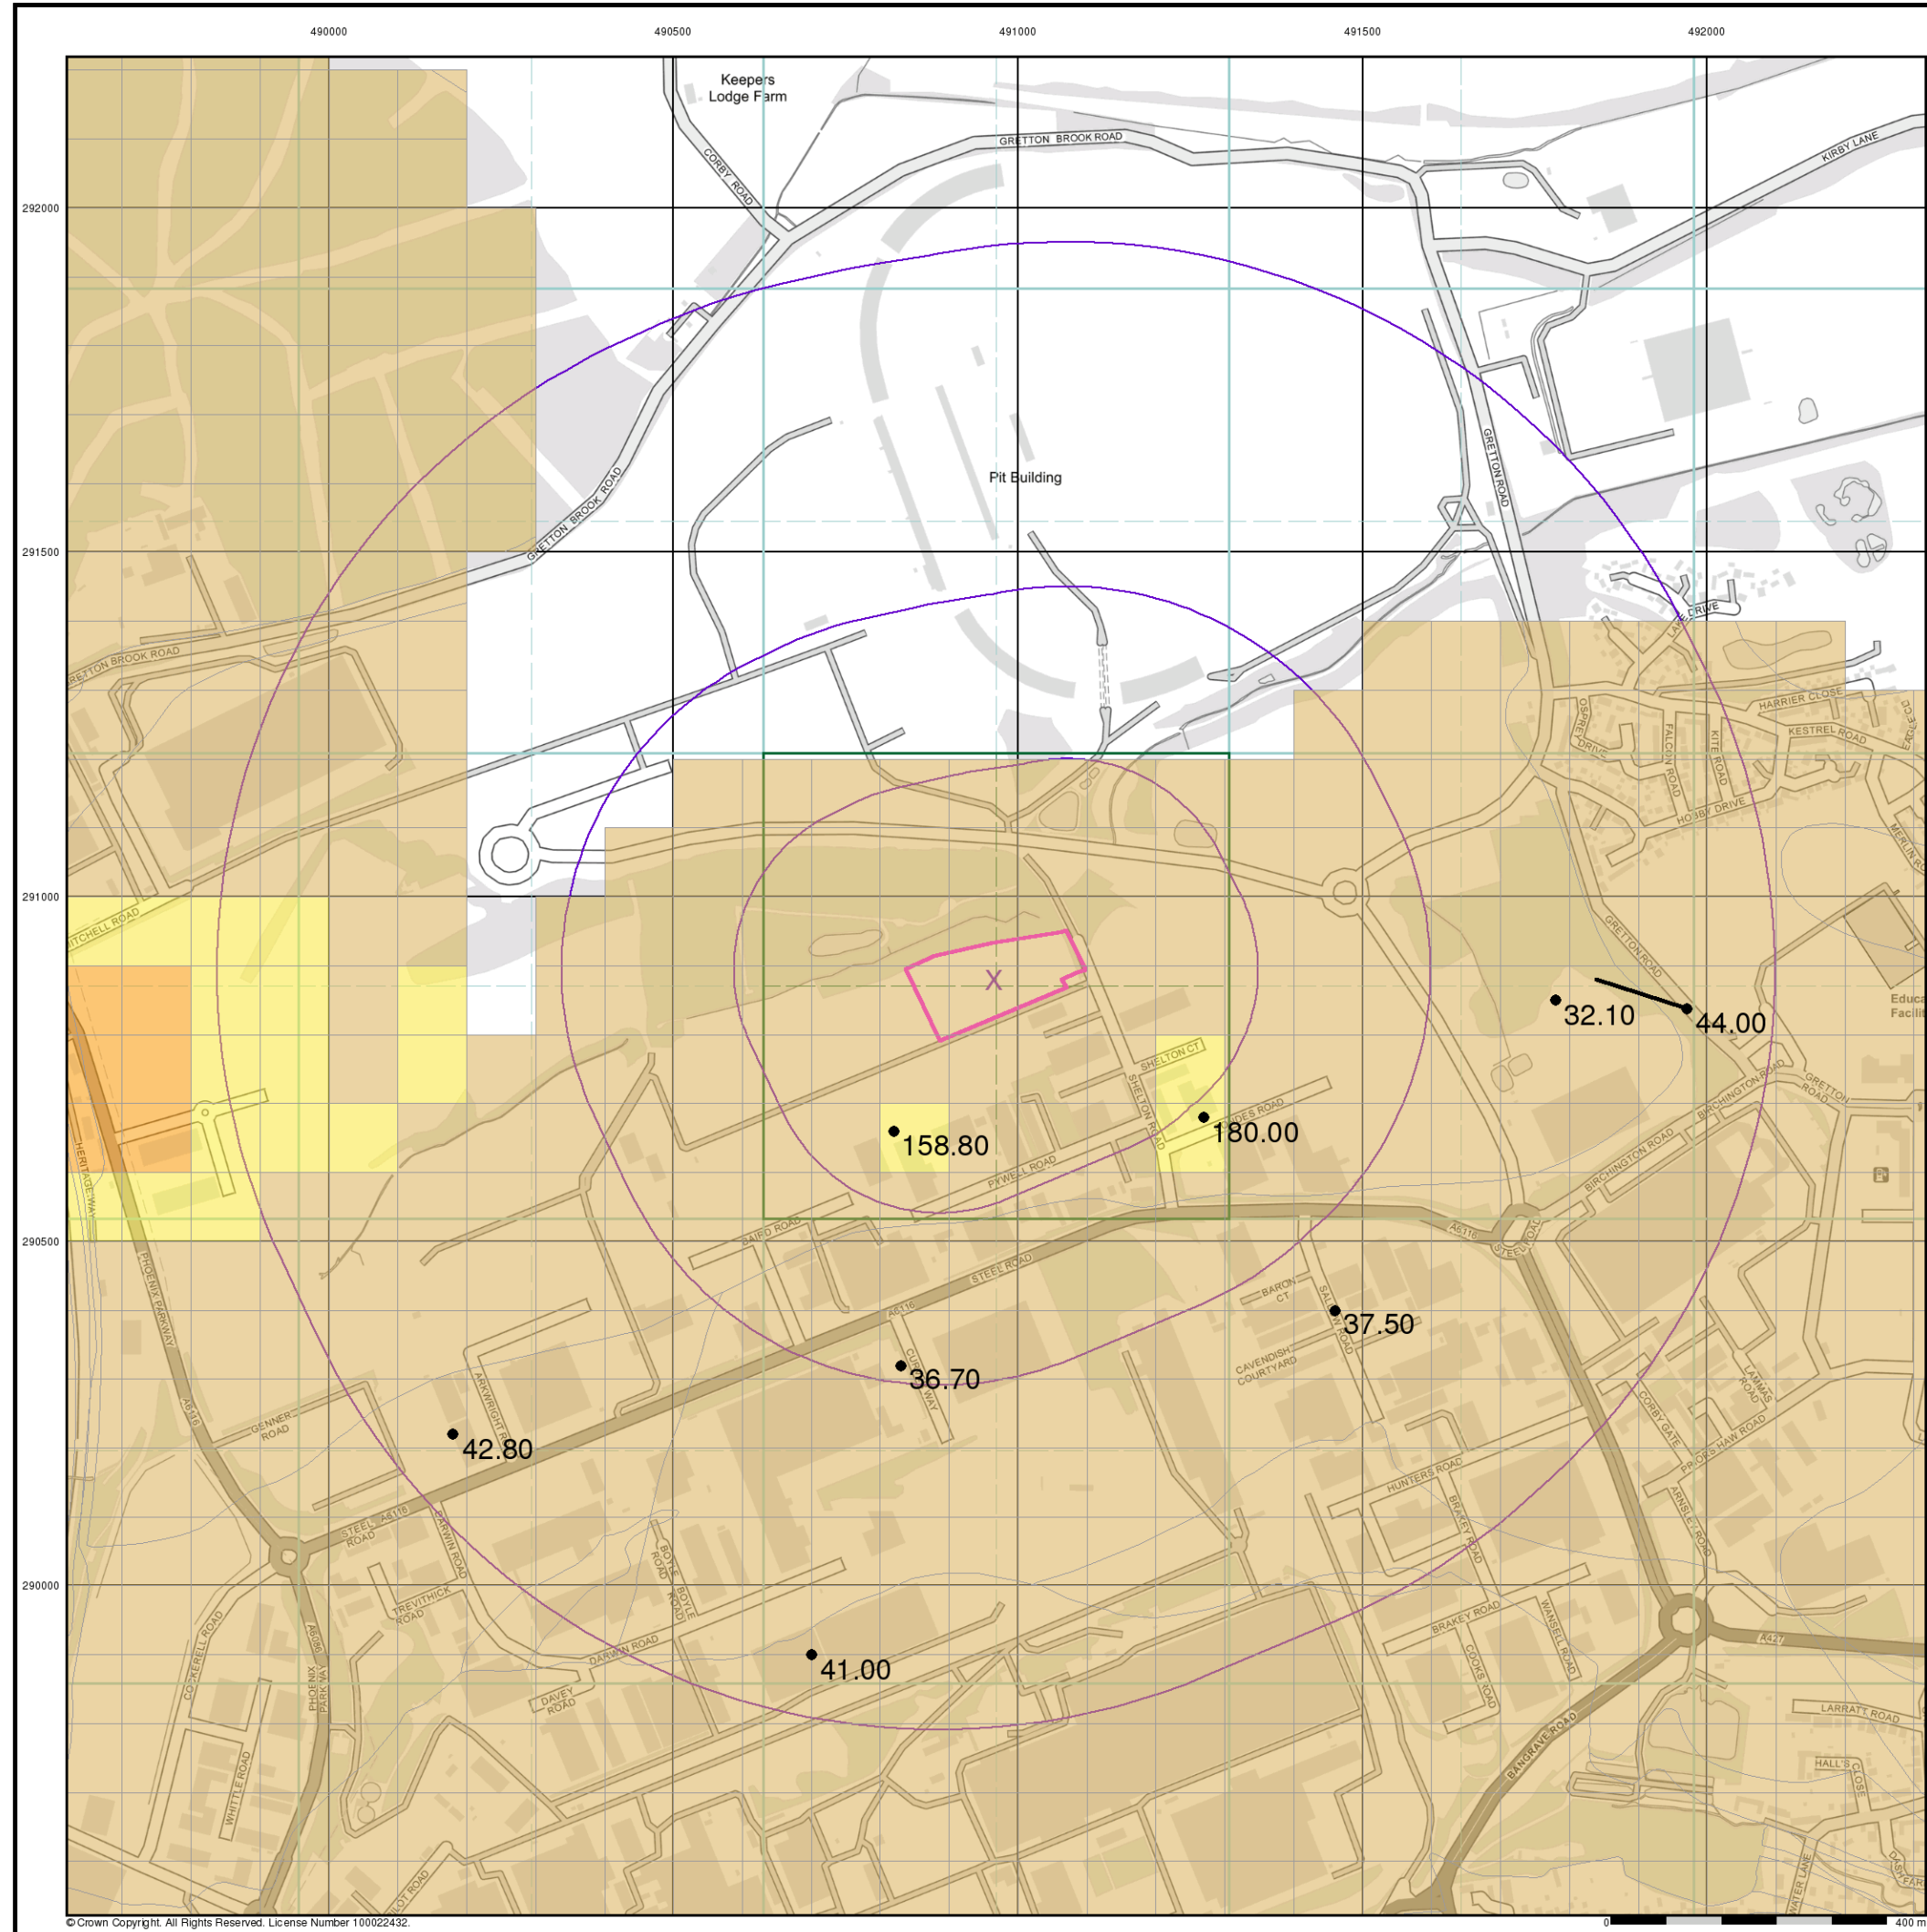 490000 490500 491000 491500 492000
Keepers
Lodge Farm
GRETTON BROOK ROAD
KIRBY LANE
CORBY ROAD
292000
Pit Building
GRETTON ROAD
GRETTON BROOK ROAD
291500
LAKE DRIVE
HARRIER CLOSE
OSPREY
DRIVE
FALCON ROAD
KITE ROAD
KESTREL ROAD
HOBBY DRIVE
291000
GRETTON ROAD
X
32.10
44.00
SHELTON CT
SHELTON ROAD
BIRCHINGTON ROAD
GRETTON
ROAD
158.80
180.00
PYWELL ROAD
BIRCHINGTON ROAD
HERITAGE WAY
BAIRD ROAD
A6116
STEEL ROAD
290500
PHOENIX PARKWAY
STEEL ROAD
A6116
BARON
CT
37.50
CAVENDISH
COURTYARD
36.70
LAMMAS
ROAD
CORBY GATE
A6116
GENNER
ROAD
42.80
PRIORS HAW ROAD
HUNTERS ROAD
ARNSLEY ROAD
BRAKEY ROAD
STEEL A6116
ROAD
DARWIN ROAD
BOYLE
ROAD
BOYLE
ROAD
290000
TREVITHICK
ROAD
COCKERELL ROAD
A6086
PHOENIX
PARKWAY
DARWIN ROAD
BRAKEY ROAD
WANSELL ROAD
COOKS ROAD
A427
41.00
DAVEY
ROAD
LARRATT ROAD
BANGRAVE ROAD
HALL'S CLOSE
WHITTLE ROAD
© Crown Copyright. All Rights Reserved. License Number 100022432.
0 400 m